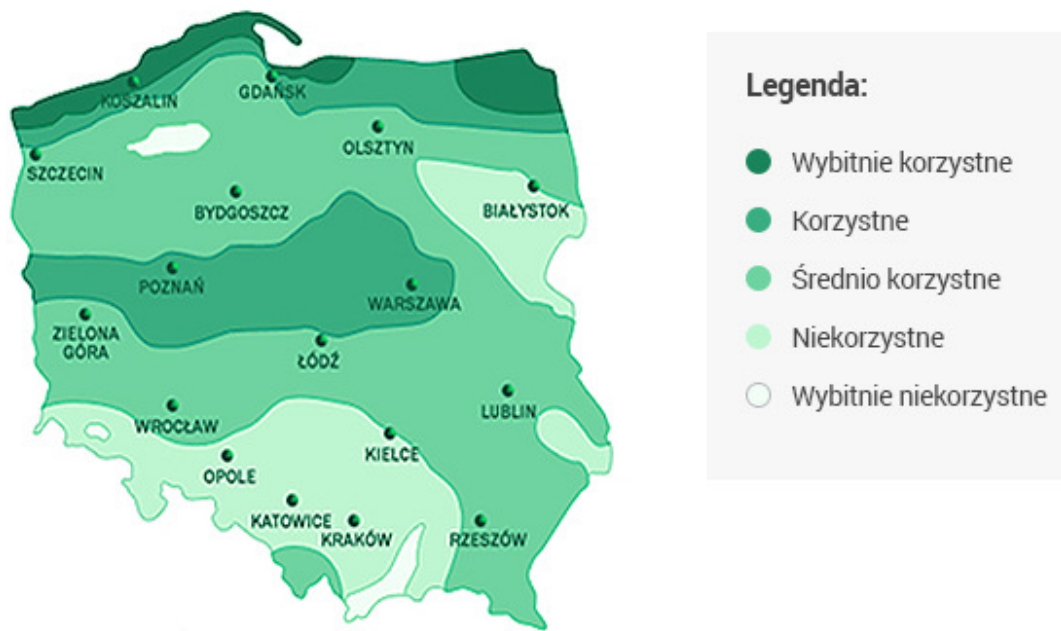 KOSZALIN
GDAŃSK
OLSZTYN
SZCZECIN
BIAŁYSTOK
BYDGOSZCZ
POZNAŃ
WARSZAWA
ZIELONA
GÓRA
ŁÓDŹ
LUBLIN
WROCŁAW
KIELCE
OPOLE
KATOWICE
KRAKÓW
RZESZÓW
Legenda:
Wybitnie korzystne
Korzystne
Średnio korzystne
Niekorzystne
Wybitnie niekorzystne